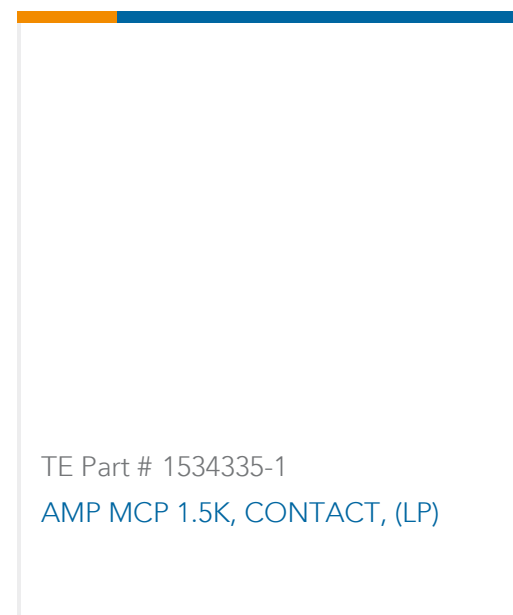 TE Part # 1534335-1
AMP MCP 1.5K, CONTACT, (LP)